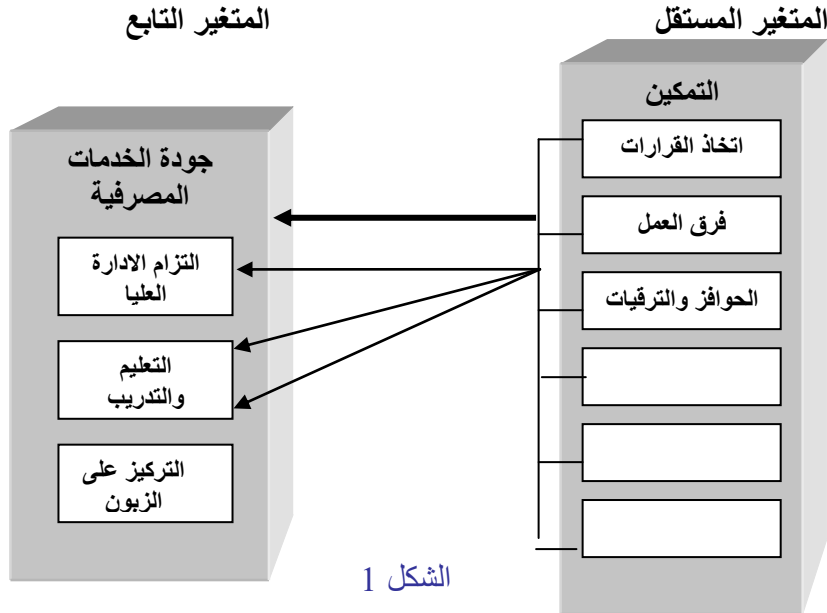 المتغير المستقل
المتغير التابع
التمكين
اتخاذ القرارات
فرق العمل
الحوافز والترقيات
جودة الخدمات
المصرفية
التزام الادارة
العليا
التعليم
والتدريب
التركيز على
الزبون
الشكل 1